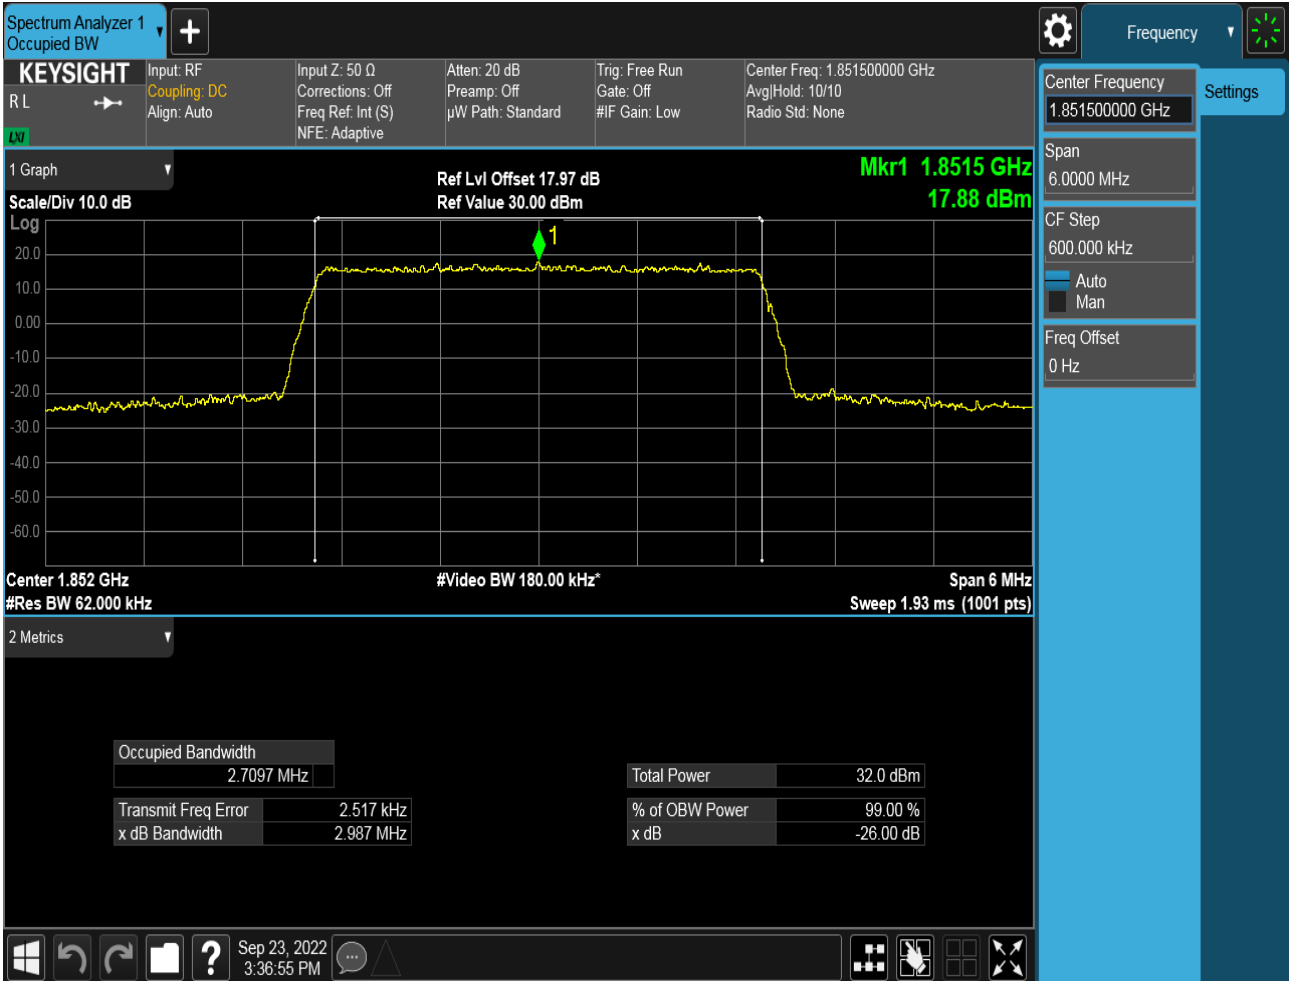 Spectrum Analyzer 1
Occupied BW
+
Frequency
KEYSIGHT
R L
LXI
Input: RF
Coupling: DC
Align: Auto
Input Z: 50 Ω
Corrections: Off
Freq Ref: Int (S)
NFE: Adaptive
Atten: 20 dB
Preamp: Off
µW Path: Standard
Trig: Free Run
Gate: Off
#IF Gain: Low
Center Freq: 1.851500000 GHz
Avg|Hold: 10/10
Radio Std: None
Center Frequency
1.851500000 GHz
Settings
Span
6.0000 MHz
CF Step
600.000 kHz
Auto
Man
Freq Offset
0 Hz
1 Graph
Scale/Div 10.0 dB
Log
Ref Lvl Offset 17.97 dB
Ref Value 30.00 dBm
Mkr1 1.8515 GHz
17.88 dBm
1
20.0
10.0
0.00
-10.0
-20.0
-30.0
-40.0
-50.0
-60.0
Center 1.852 GHz
#Res BW 62.000 kHz
#Video BW 180.00 kHz*
Span 6 MHz
Sweep 1.93 ms (1001 pts)
2 Metrics
Occupied Bandwidth
2.7097 MHz
Transmit Freq Error 2.517 kHz
x dB Bandwidth 2.987 MHz
Total Power 32.0 dBm
% of OBW Power 99.00 %
x dB -26.00 dB
?
Sep 23, 2022
3:36:55 PM